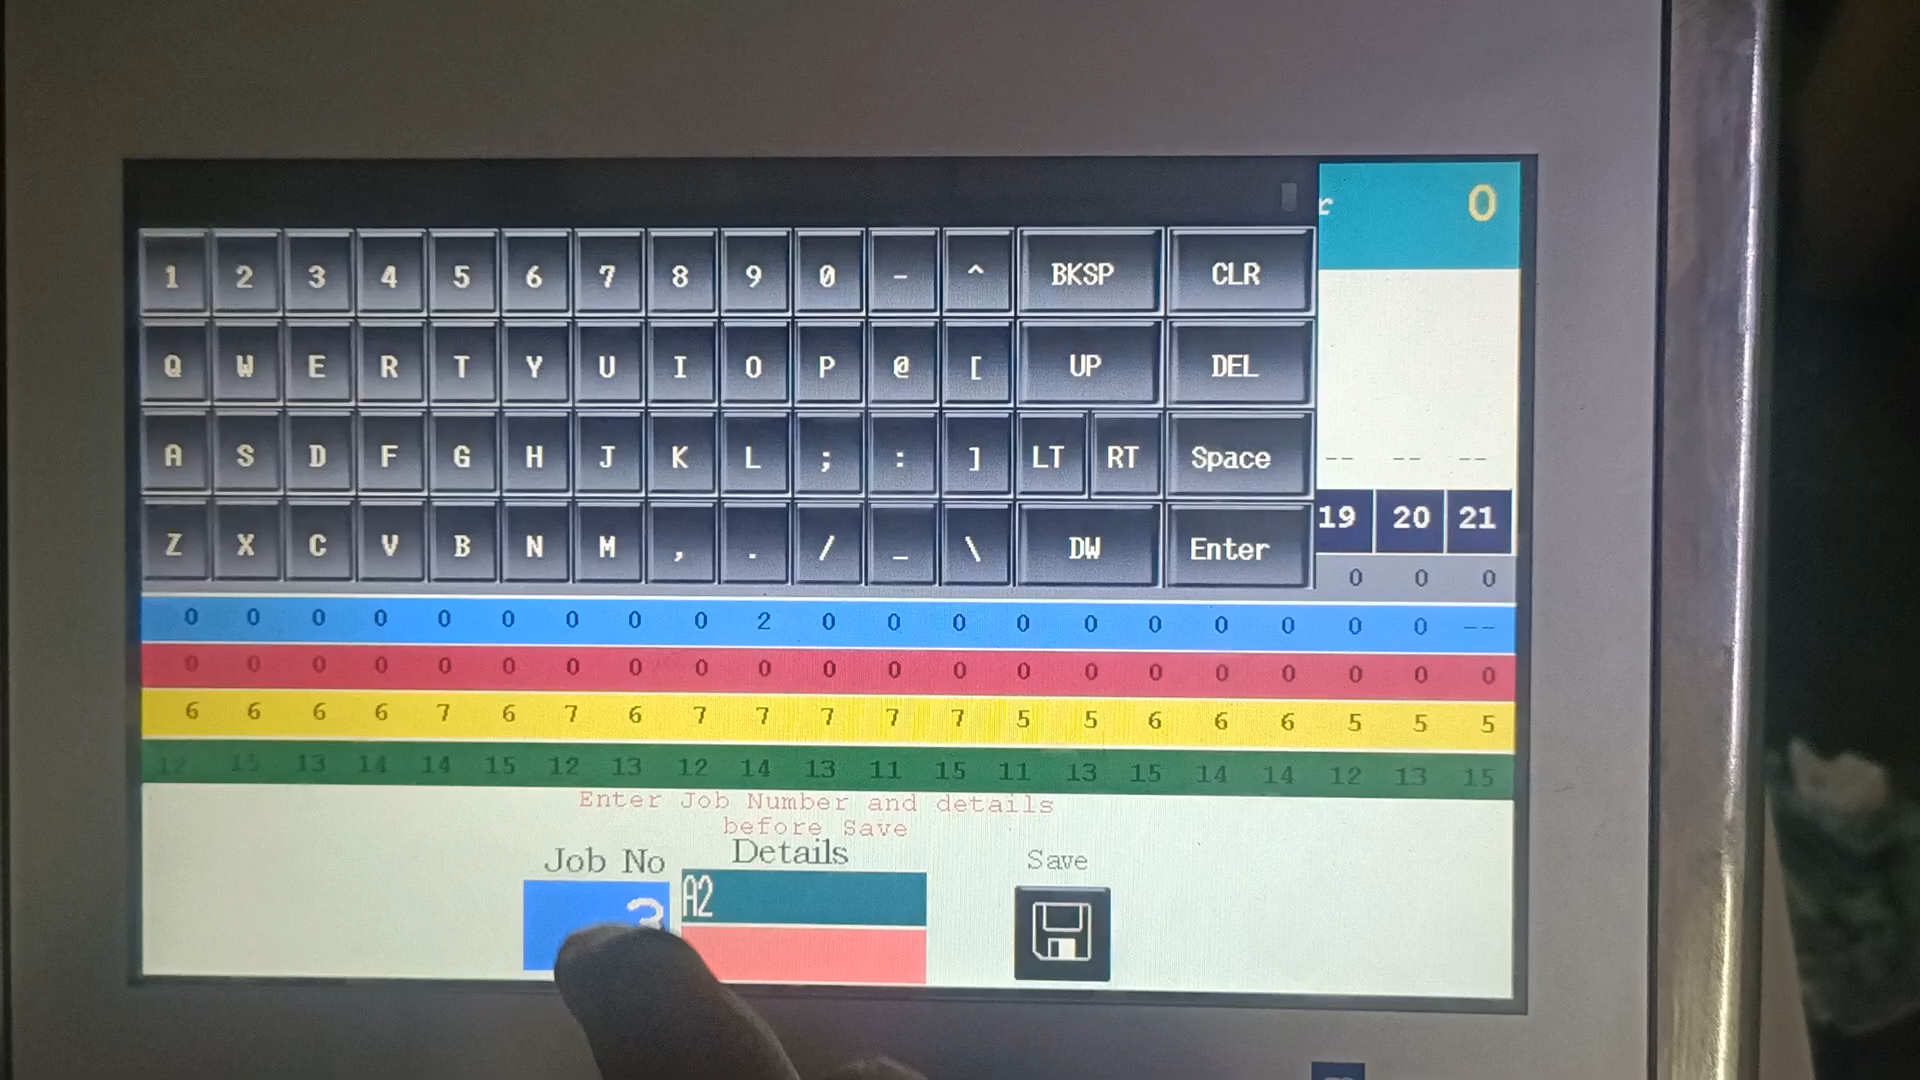 r 0
1 2 3 4 5 6 7 8 9 0 - ^ BKSP CLR
Q W E R T Y U I O P @ [ UP DEL
A S D F G H J K L ; : ] LT RT Space
-- -- --
Z X C V B N M , . / _ \ DW Enter
19 20 21
0 0 0
0 0 0 0 0 0 0 0 0 2 0 0 0 0 0 0 0 0 0 0 --
0 0 0 0 0 0 0 0 0 0 0 0 0 0 0 0 0 0 0 0 0
6 6 6 6 7 6 7 6 7 7 7 7 7 5 5 6 6 6 5 5 5
12 15 13 14 14 15 12 13 12 14 13 11 15 11 13 15 14 14 12 13 15
Enter Job Number and details
before Save
Job No Details Save
3 A2